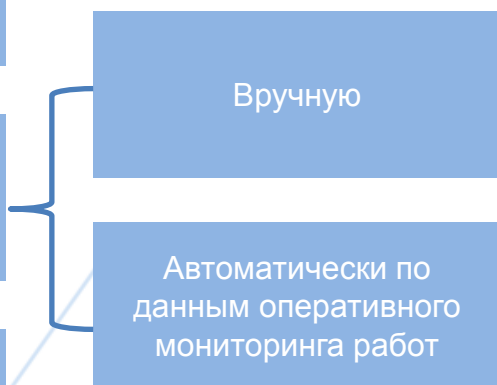 Вручную
Автоматически по
данным оперативного
мониторинга работ